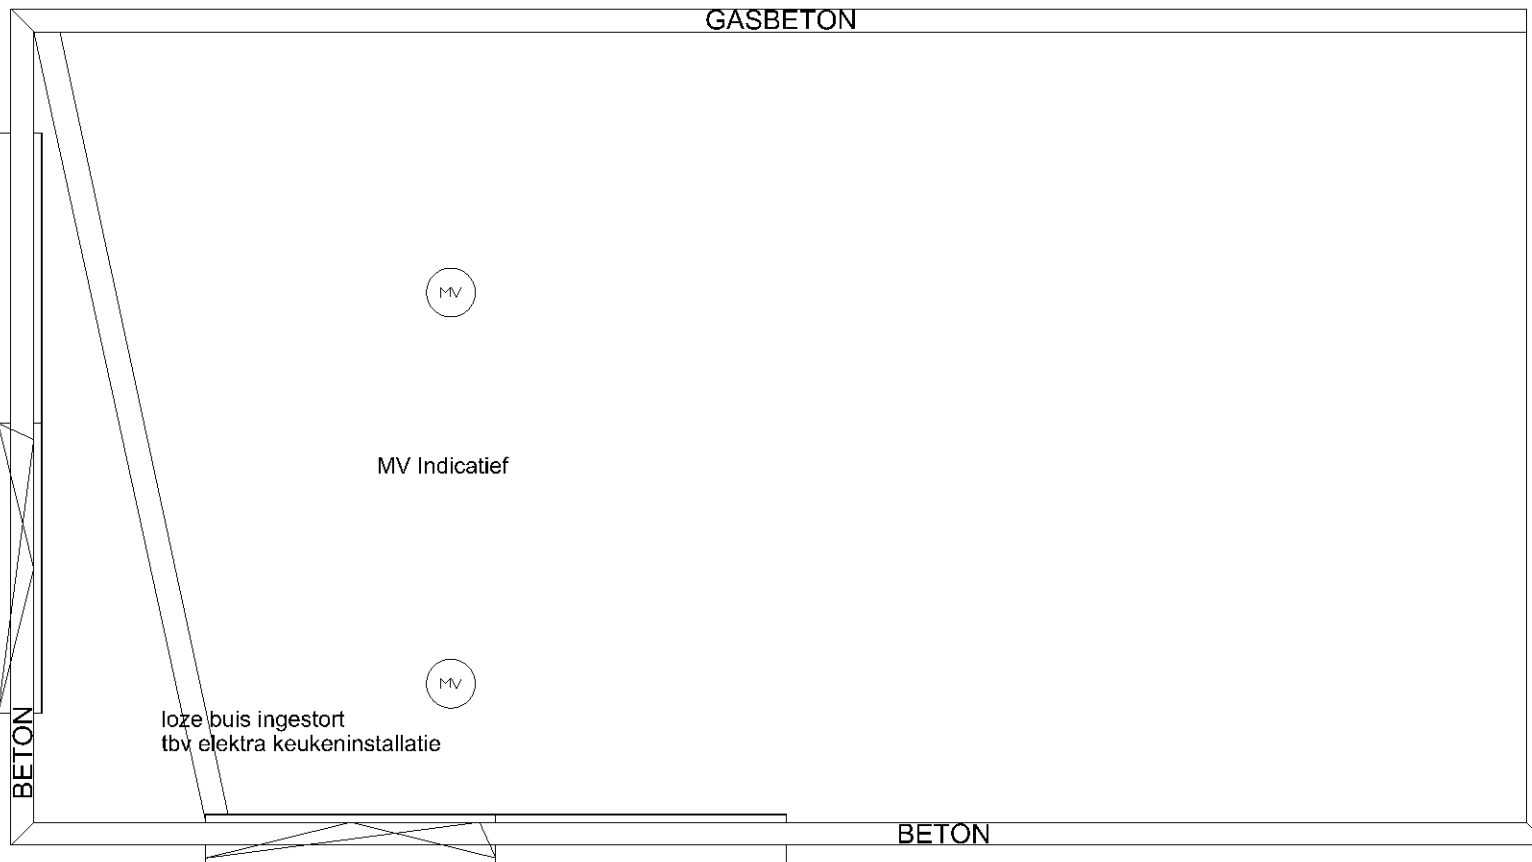 GASBETON
MV
MV Indicatief
MV
loze buis ingestort
tbv elektra keukeninstallatie
BETON
BETON